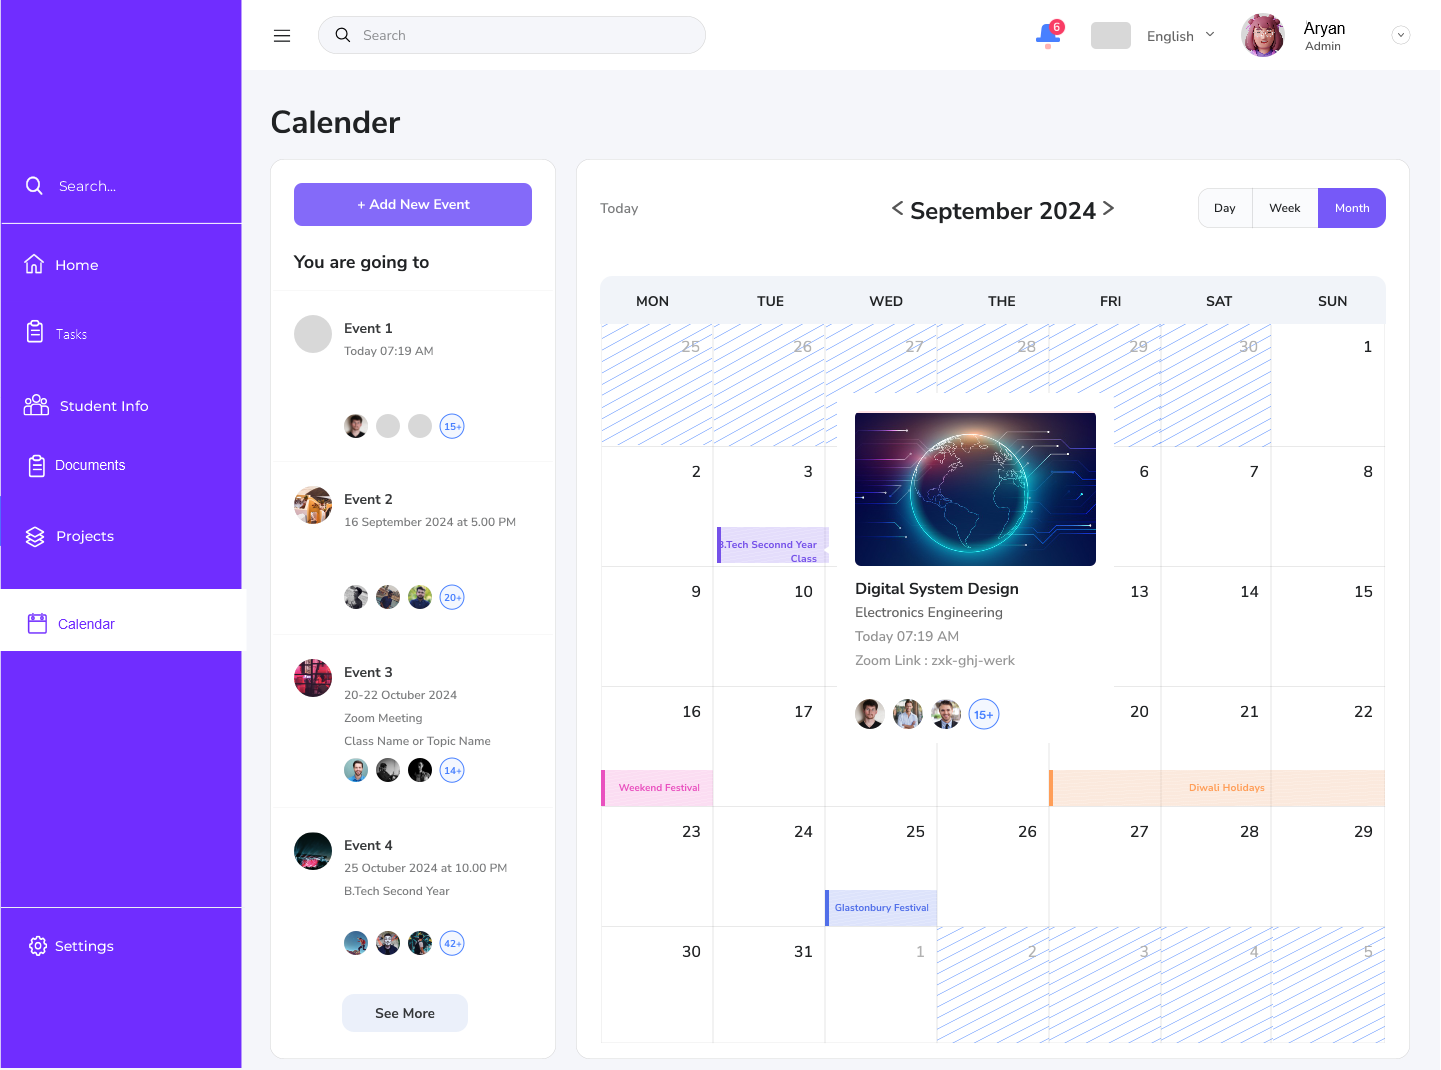 Search
6
English
Aryan
Admin
Search...
Home
Tasks
Student Info
Documents
Projects
Calendar
Settings
Calender
+ Add New Event
You are going to
Event 1
Today 07:19 AM
15+
Event 2
16 September 2024 at 5.00 PM
20+
Event 3
20-22 Octuber 2024
Zoom Meeting
Class Name or Topic Name
14+
Event 4
25 Octuber 2024 at 10.00 PM
B.Tech Second Year
42+
See More
Today
< September 2024 >
Day Week Month
MON TUE WED THE FRI SAT SUN
25 26 27 28 29 30 1
2 3 6 7 8
B.Tech Seconnd Year
Class
9 10 13 14 15
Digital System Design
Electronics Engineering
Today 07:19 AM
Zoom Link : zxk-ghj-werk
15+
16 17 20 21 22
Weekend Festival
Diwali Holidays
23 24 25 26 27 28 29
Glastonbury Festival
30 31 1 2 3 4 5